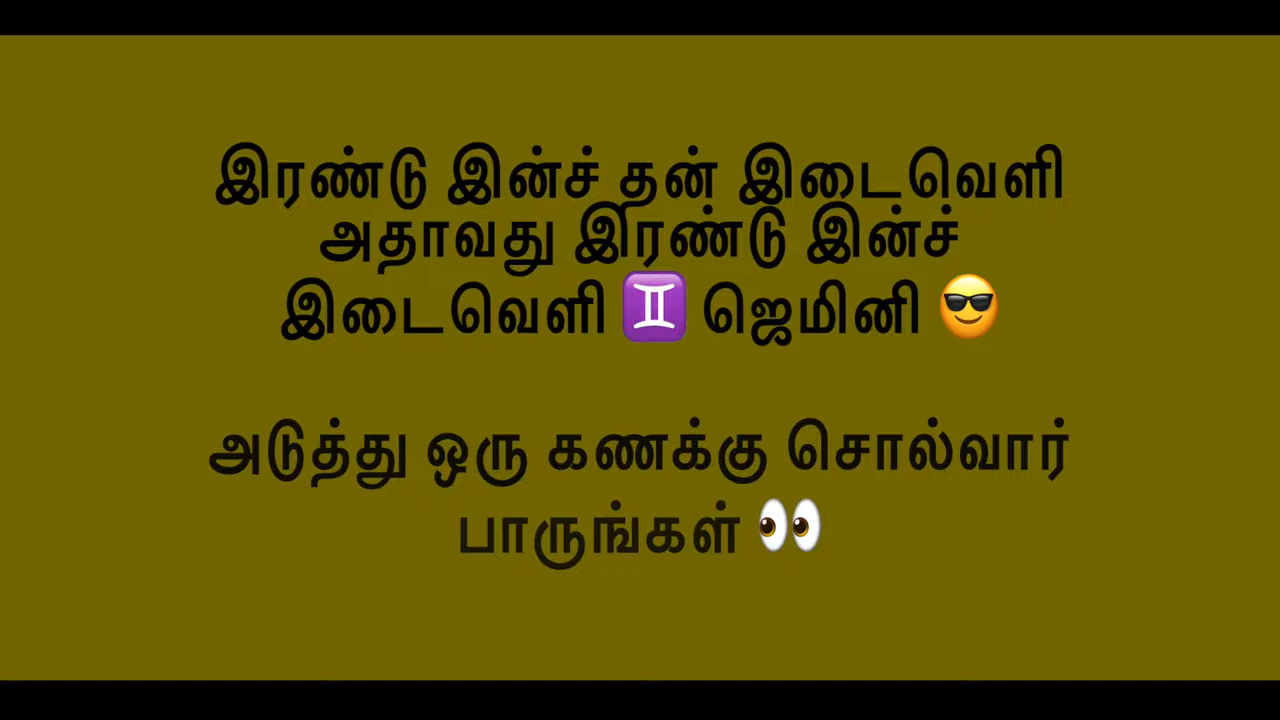 இரண்டு இன்ச் தன் இடைவெளி
அதாவது இரண்டு இன்ச்
இடைவெளி ♊ ஜெமினி 😎
அடுத்து ஒரு கணக்கு சொல்வார்
பாருங்கள் 👀